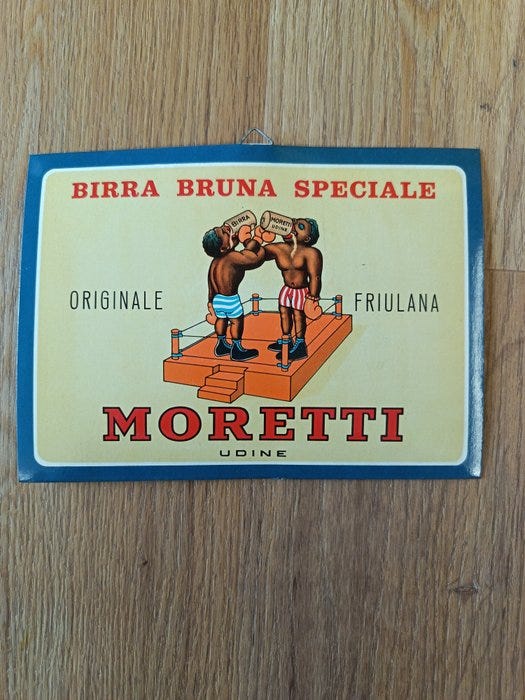 BIRRA BRUNA SPECIALE
BIRRA
MORETTI
UDINE
ORIGINALE
FRIULANA
MORETTI
UDINE